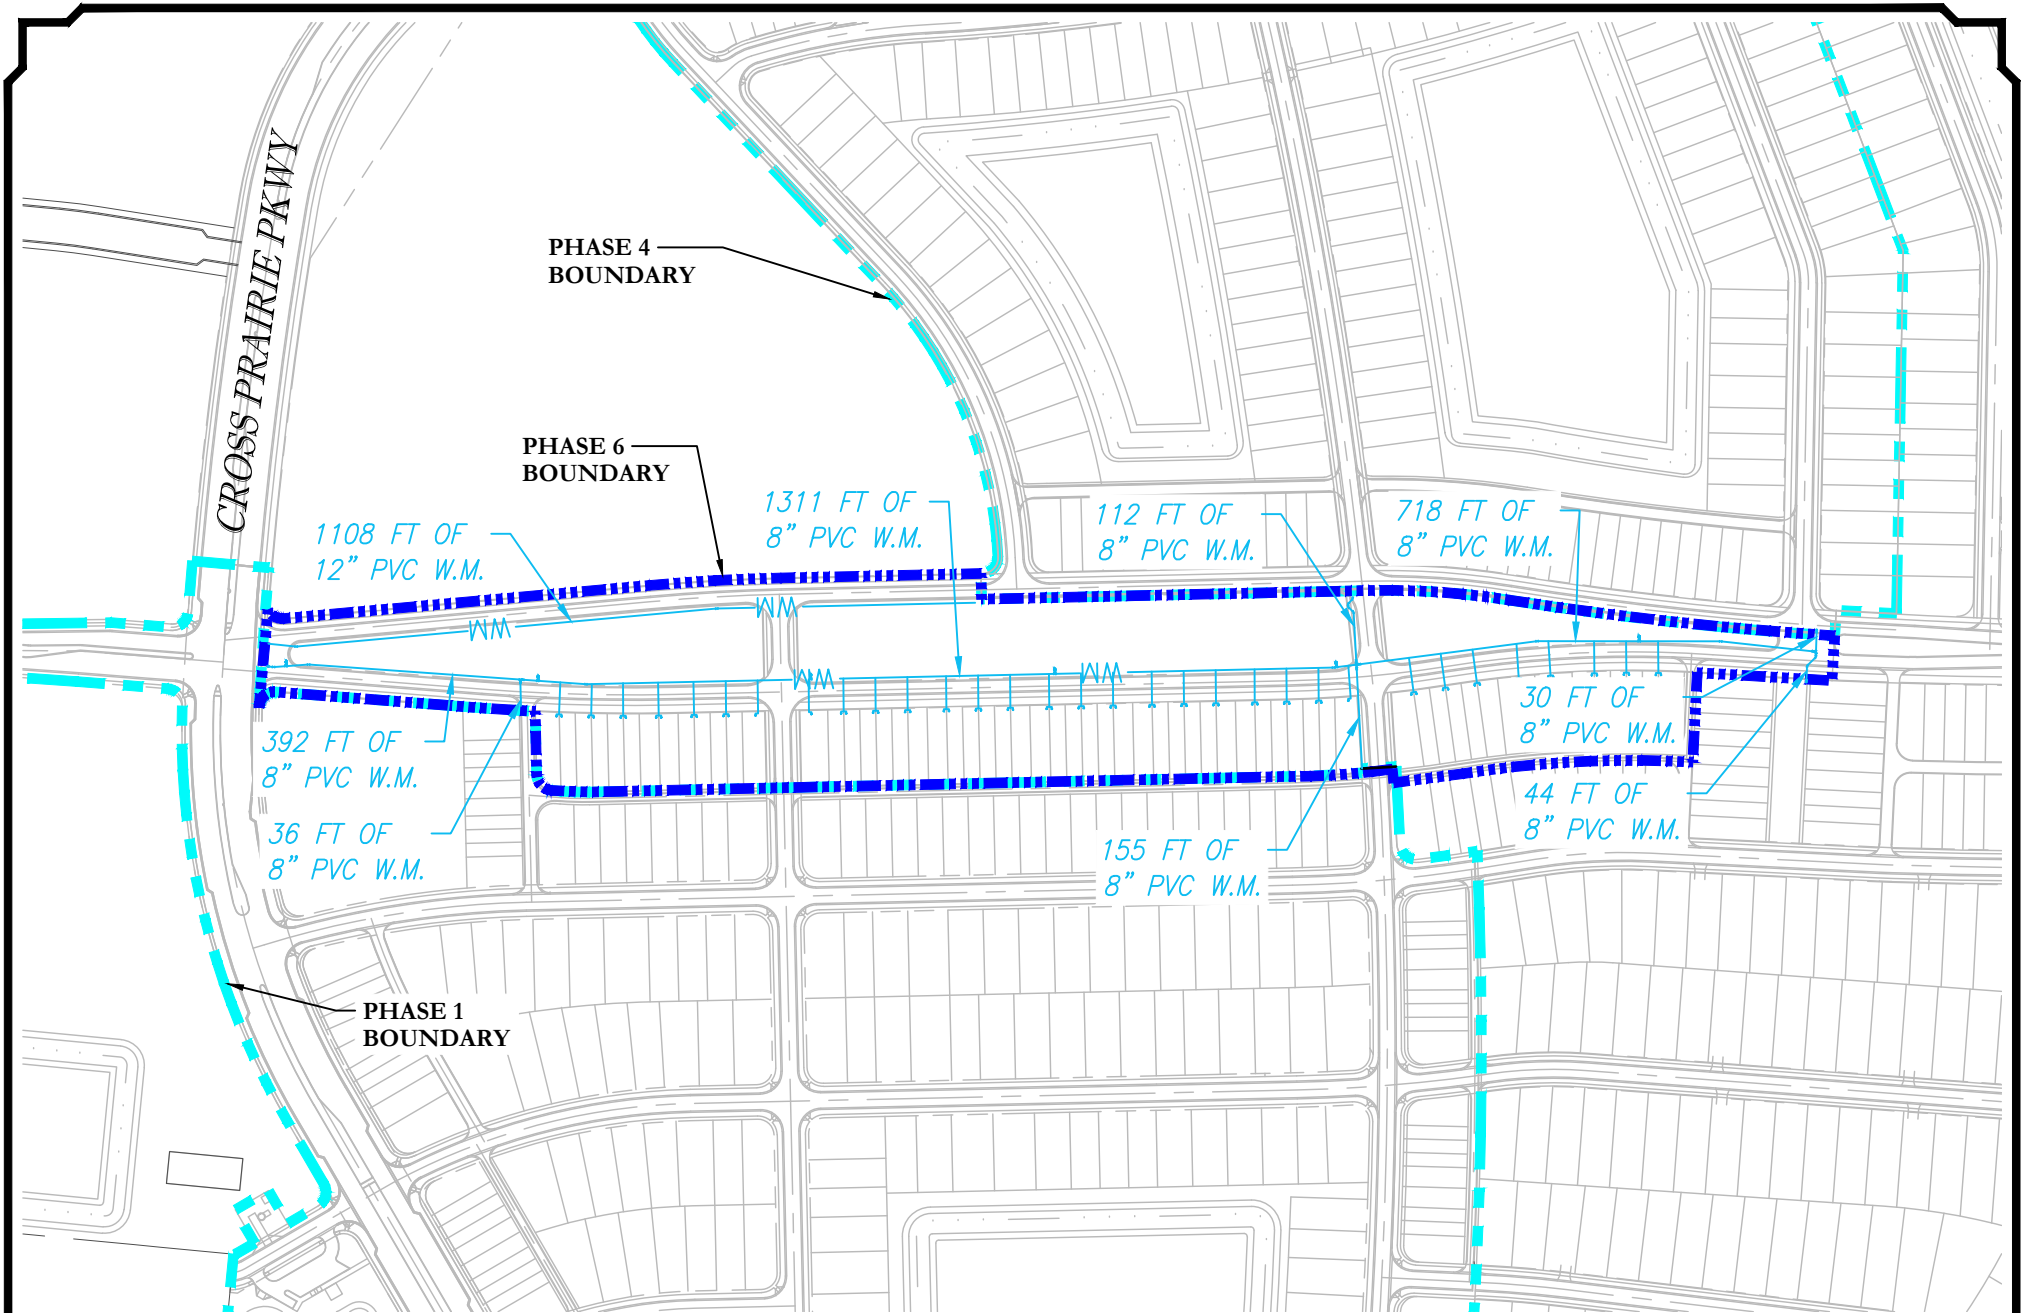 CROSS PRAIRIE PKWY
PHASE 4
BOUNDARY
PHASE 6
BOUNDARY
1108 FT OF
12" PVC W.M.
1311 FT OF
8" PVC W.M.
112 FT OF
8" PVC W.M.
718 FT OF
8" PVC W.M.
WM
WM
WM
WM
392 FT OF
8" PVC W.M.
36 FT OF
8" PVC W.M.
30 FT OF
8" PVC W.M.
44 FT OF
8" PVC W.M.
155 FT OF
8" PVC W.M.
PHASE 1
BOUNDARY